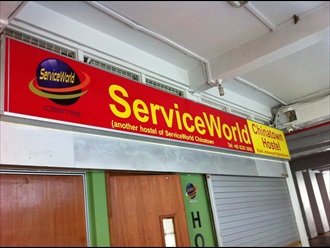 ServiceWorld
ServiceWorld
(another hostel of ServiceWorld Chinatown
Chinatown
Hostel
HO